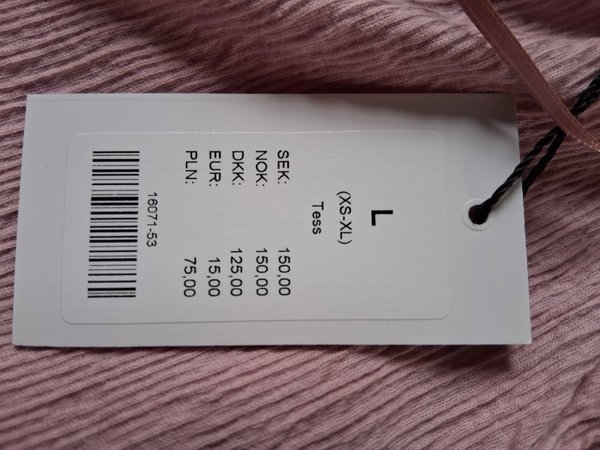 L
(XS-XL)
Tess
SEK: 150,00
NOK: 150,00
DKK: 125,00
EUR: 15,00
PLN: 75,00
16071-53